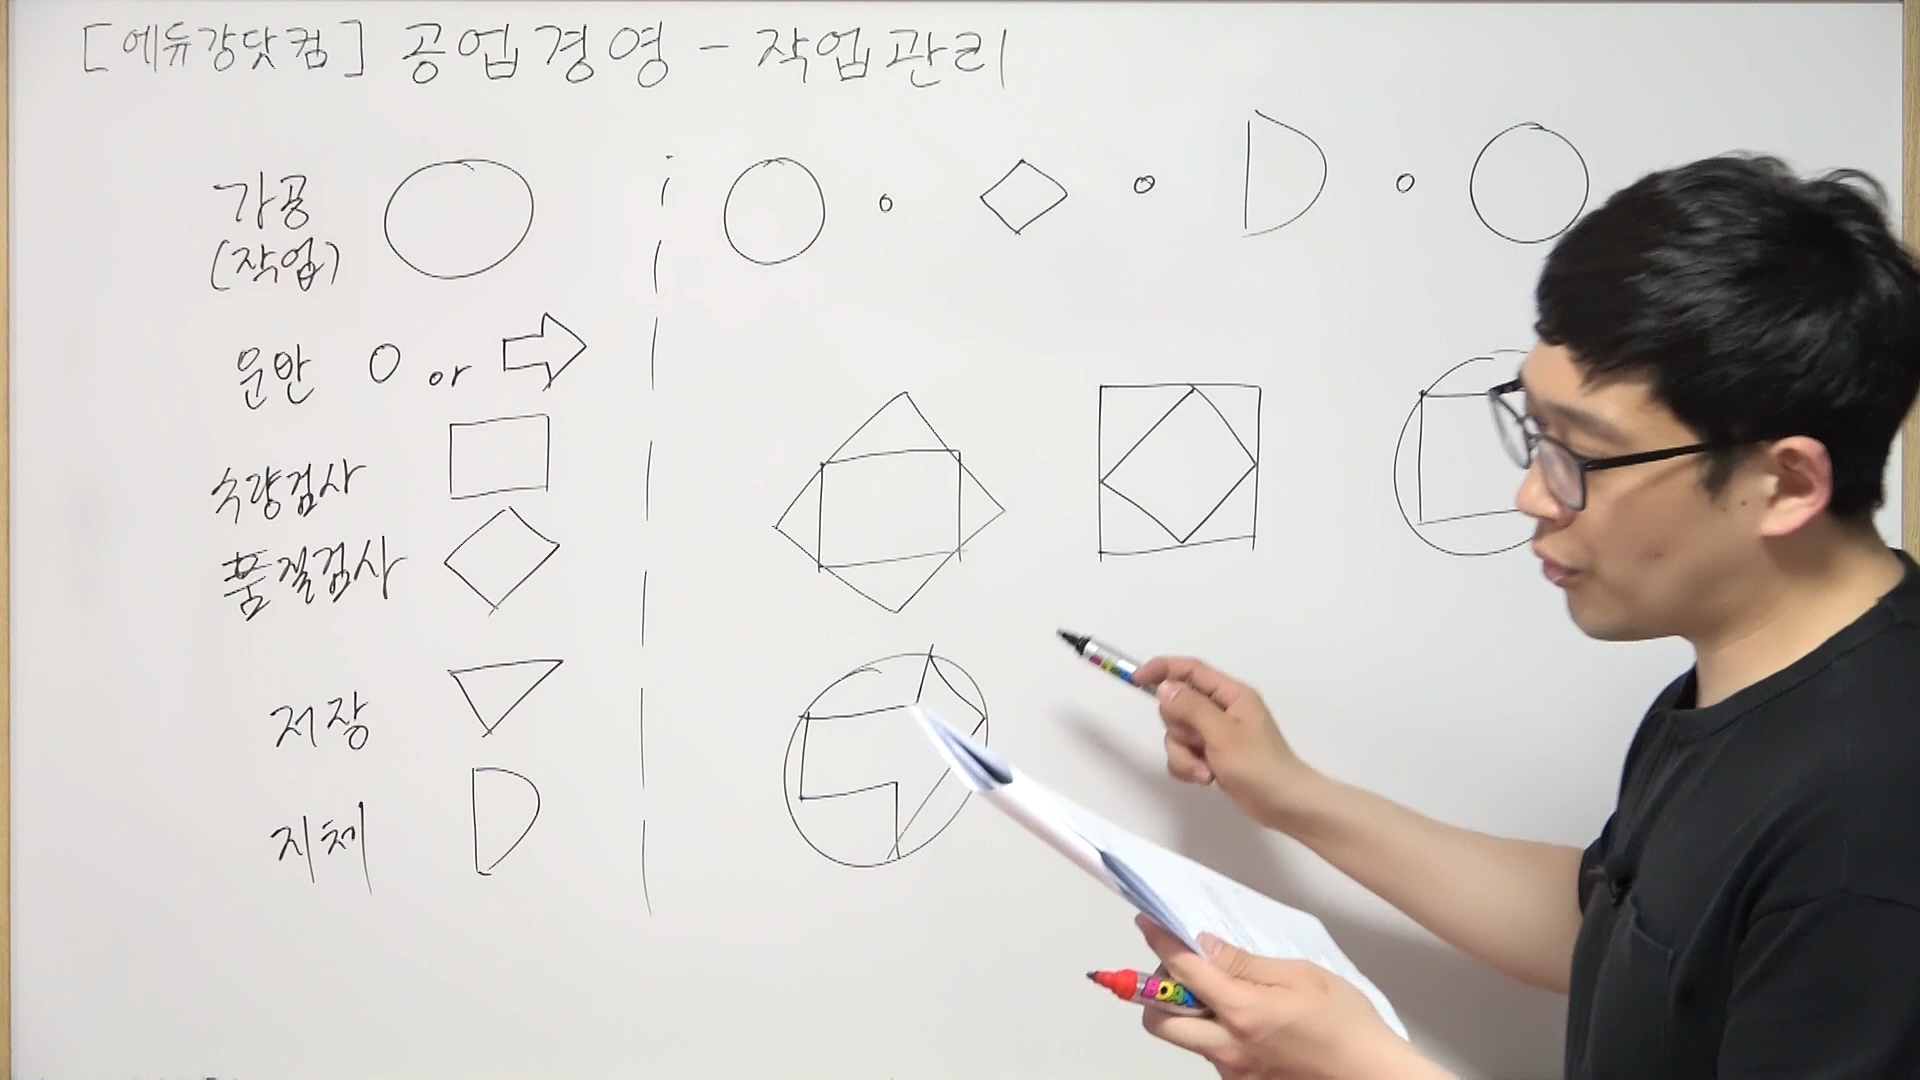 [에듀강닷컴] 공업경영 - 작업관리
가공
(작업)
운반 O or
수량검사
품질검사
저장
지체
BOAR